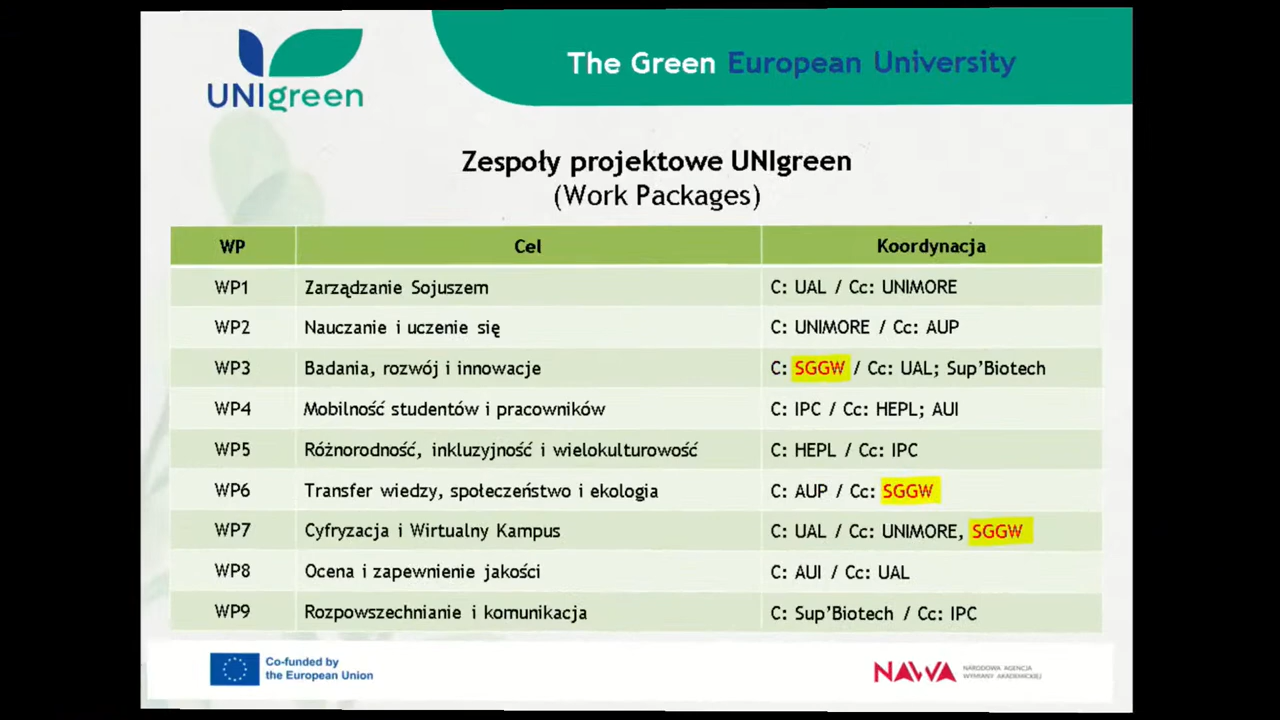 UNIgreen
The Green European University
Zespoły projektowe UNIgreen
(Work Packages)
WP Cel Koordynacja
WP1 Zarządzanie Sojuszem C: UAL / Cc: UNIMORE
WP2 Nauczanie i uczenie się C: UNIMORE / Cc: AUP
WP3 Badania, rozwój i innowacje C: SGGW / Cc: UAL; Sup’Biotech
WP4 Mobilność studentów i pracowników C: IPC / Cc: HEPL; AUI
WP5 Różnorodność, inkluzyjność i wielokulturowość C: HEPL / Cc: IPC
WP6 Transfer wiedzy, społeczeństwo i ekologia C: AUP / Cc: SGGW
WP7 Cyfryzacja i Wirtualny Kampus C: UAL / Cc: UNIMORE, SGGW
WP8 Ocena i zapewnienie jakości C: AUI / Cc: UAL
WP9 Rozpowszechnianie i komunikacja C: Sup’Biotech / Cc: IPC
Co-funded by
the European Union
NAWA
NARODOWA AGENCJA
WYMIANY AKADEMICKIEJ